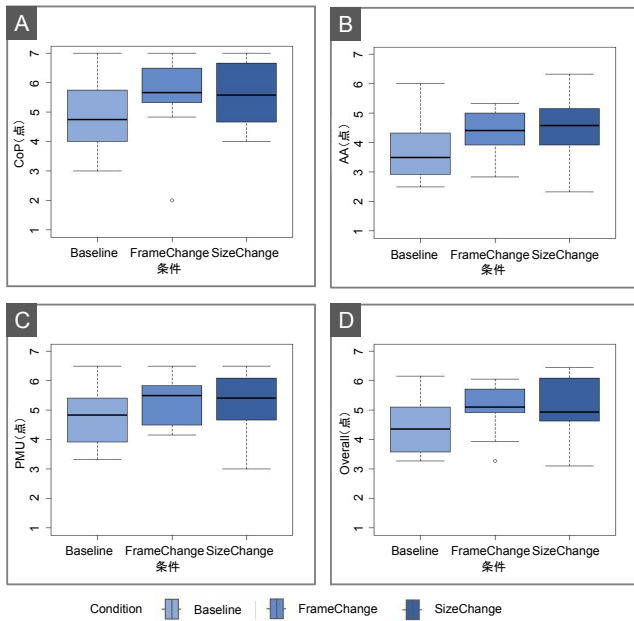 A
CoP(点)
7
6
5
4
3
2
1
Baseline FrameChange SizeChange
条件
B
AA(点)
7
6
5
4
3
2
1
Baseline FrameChange SizeChange
条件
C
PMU(点)
7
6
5
4
3
2
1
Baseline FrameChange SizeChange
条件
D
Overall(点)
7
6
5
4
3
2
1
Baseline FrameChange SizeChange
条件
Condition Baseline FrameChange SizeChange